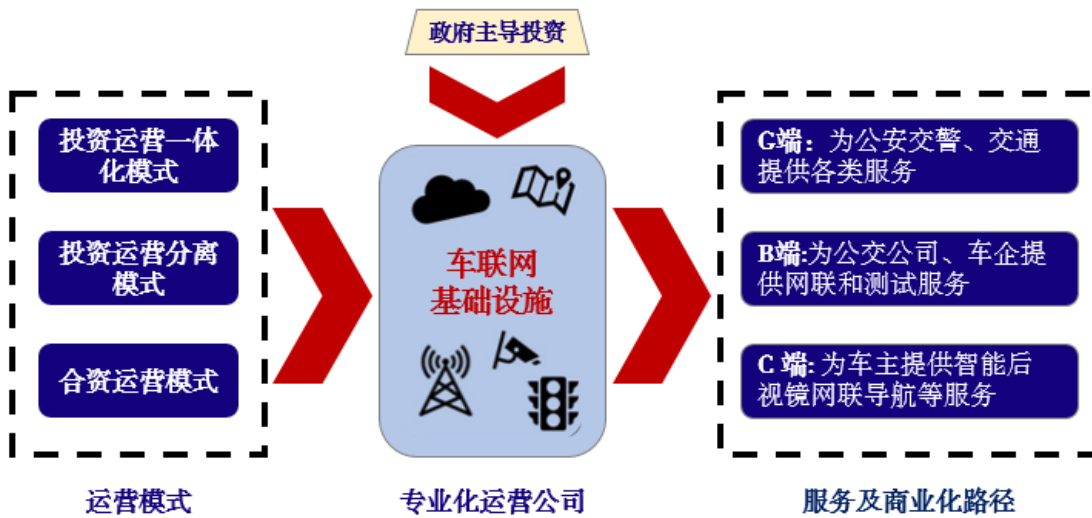 政府主导投资
投资运营一体
化模式
投资运营分离
模式
合资运营模式
运营模式
车联网
基础设施
专业化运营公司
G端：为公安交警、交通
提供各类服务
B端:为公交公司、车企提
供网联和测试服务
C 端: 为车主提供智能后
视镜网联导航等服务
服务及商业化路径